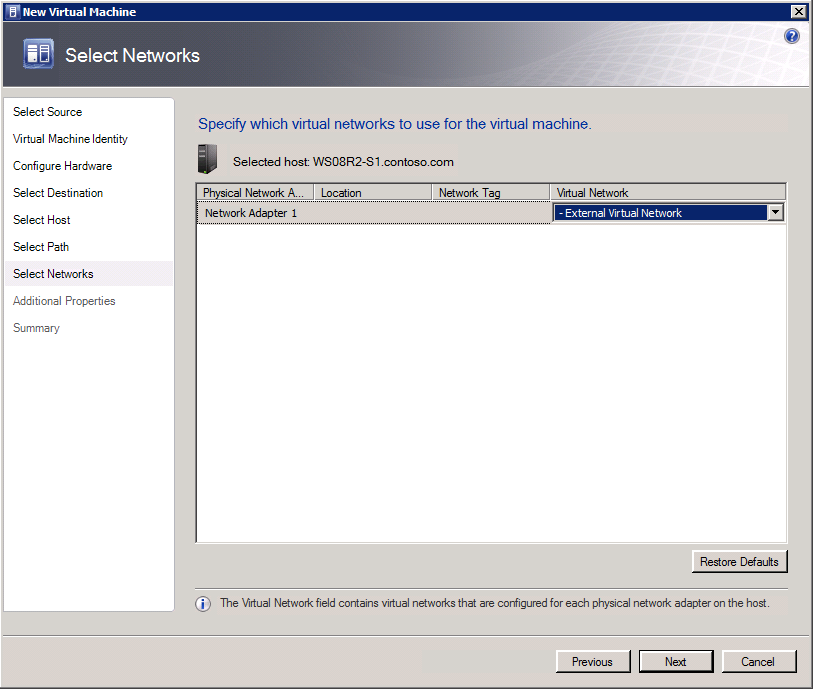 New Virtual Machine
Select Networks
Select Source
Virtual Machine Identity
Configure Hardware
Select Destination
Select Host
Select Path
Select Networks
Additional Properties
Summary
Specify which virtual networks to use for the virtual machine.
Selected host: WS08R2-S1.contoso.com
Physical Network A... Location Network Tag Virtual Network
Network Adapter 1 - External Virtual Network
Restore Defaults
The Virtual Network field contains virtual networks that are configured for each physical network adapter on the host.
Previous Next Cancel